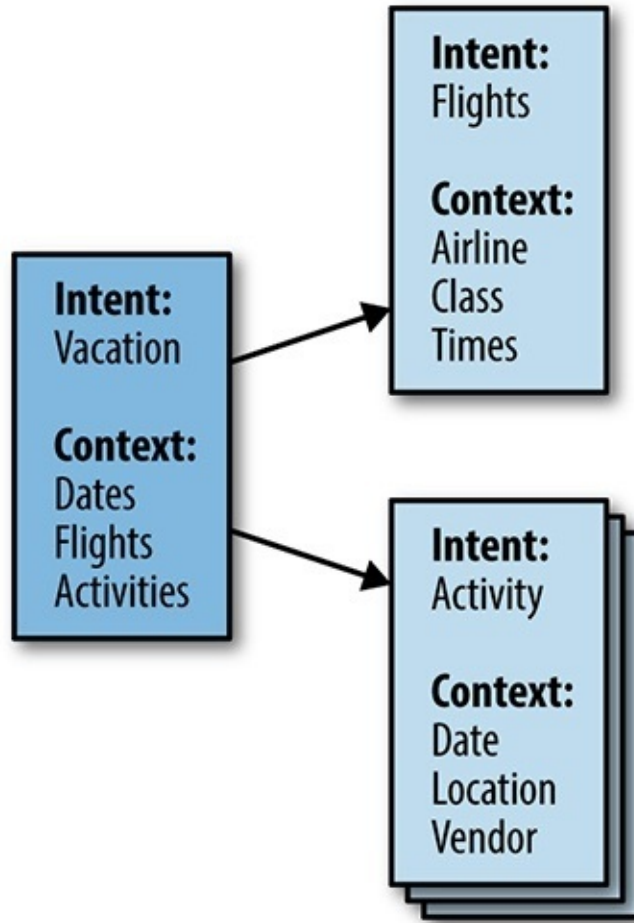 Intent:
Vacation
Context:
Dates
Flights
Activities
Intent:
Flights
Context:
Airline
Class
Times
Intent:
Activity
Context:
Date
Location
Vendor